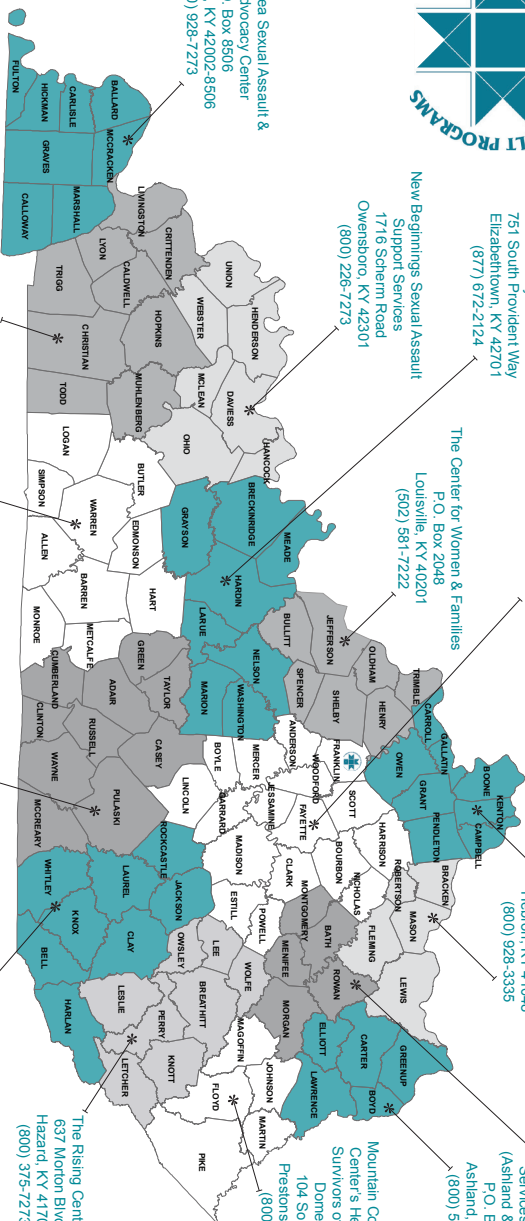 LT PROGRAMS
ea Sexual Assault &
dvocacy Center
. Box 8506
, KY 42002-8506
) 928-7273
New Beginnings Sexual Assault
Support Services
1716 Scherm Road
Owensboro, KY 42301
(800) 226-7273
751 South Provident Way
Elizabethtown, KY 42701
(877) 672-2124
The Center for Women & Families
P.O. Box 2048
Louisville, KY 40201
(502) 581-7222
(800) 928-3335
Services
(Ashland &
P.O. B
Ashland,
(800) 5
Mountain Co
Center's He
Survivors o
Dome
104 So
Prestons
(800
The Rising Cent
637 Morton Blv
Hazard, KY 4170
(800) 375-7273
FULTON
HICKMAN
CARLISLE
BALLARD
MCCRACKEN
GRAVES
MARSHALL
CALLOWAY
LIVINGSTON
CRITTENDEN
LYON
CALDWELL
TRIGG
HOPKINS
CHRISTIAN
TODD
MUHLENBERG
UNION
WEBSTER
HENDERSON
MCLEAN
DAVIESS
OHIO
HANCOCK
LOGAN
SIMPSON
BUTLER
WARREN
ALLEN
EDMONSON
BARREN
HART
MONROE
METCALFE
BRECKINRIDGE
GRAYSON
MEADE
HARDIN
LARUE
NELSON
MARION
WASHINGTON
BULLITT
JEFFERSON
SPENCER
OLDHAM
SHELBY
TRIMBLE
HENRY
GREEN
TAYLOR
ADAIR
CUMBERLAND
CLINTON
RUSSELL
CASEY
WAYNE
PULASKI
MCCREARY
CARROLL
GALLATIN
OWEN
GRANT
BOONE
KENTON
CAMPBELL
PENDLETON
ANDERSON
FRANKLIN
WOODFORD
MERCER
BOYLE
SCOTT
FAYETTE
JESSAMINE
GARRARD
LINCOLN
MADISON
HARRISON
BOURBON
NICHOLAS
CLARK
ESTILL
POWELL
BRACKEN
ROBERTSON
MASON
FLEMING
LEWIS
MONTGOMERY
BATH
MENIFEE
ROWAN
MORGAN
ROCKCASTLE
JACKSON
LAUREL
WHITLEY
KNOX
CLAY
BELL
HARLAN
OWSLEY
LEE
WOLFE
BREATHITT
LESLIE
PERRY
KNOTT
LETCHER
ELLIOTT
CARTER
GREENUP
BOYD
LAWRENCE
MAGOFFIN
JOHNSON
MARTIN
FLOYD
PIKE